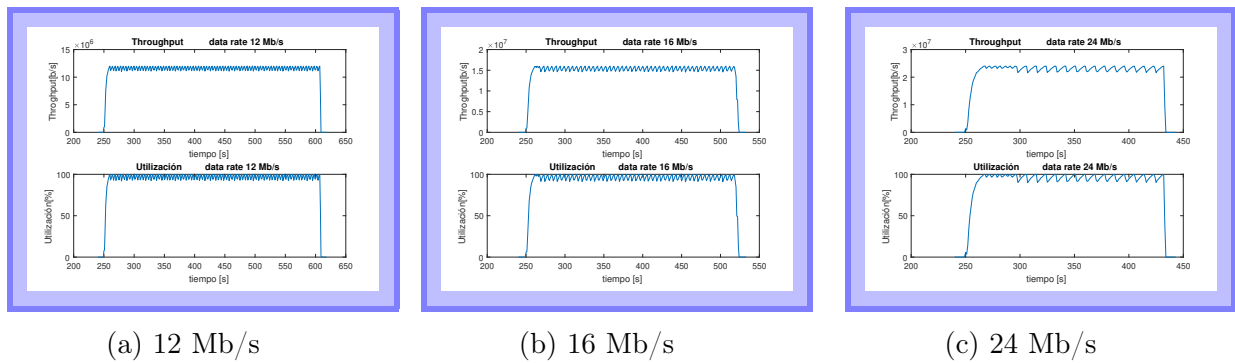 Throughput data rate 12 Mb/s
×10^6
15
10
5
0
Throghput[b/s]
200 250 300 350 400 450 500 550 600 650
tiempo [s]
Utilización data rate 12 Mb/s
100
50
0
Utilización[%]
200 250 300 350 400 450 500 550 600 650
tiempo [s]
(a) 12 Mb/s
Throughput data rate 16 Mb/s
×10^7
2
1.5
1
0.5
0
Throghput[b/s]
200 250 300 350 400 450 500 550
tiempo [s]
Utilización data rate 16 Mb/s
100
50
0
Utilización[%]
200 250 300 350 400 450 500 550
tiempo [s]
(b) 16 Mb/s
Throughput data rate 24 Mb/s
×10^7
3
2
1
0
Throghput[b/s]
200 250 300 350 400 450
tiempo [s]
Utilización data rate 24 Mb/s
100
50
0
Utilización[%]
200 250 300 350 400 450
tiempo [s]
(c) 24 Mb/s